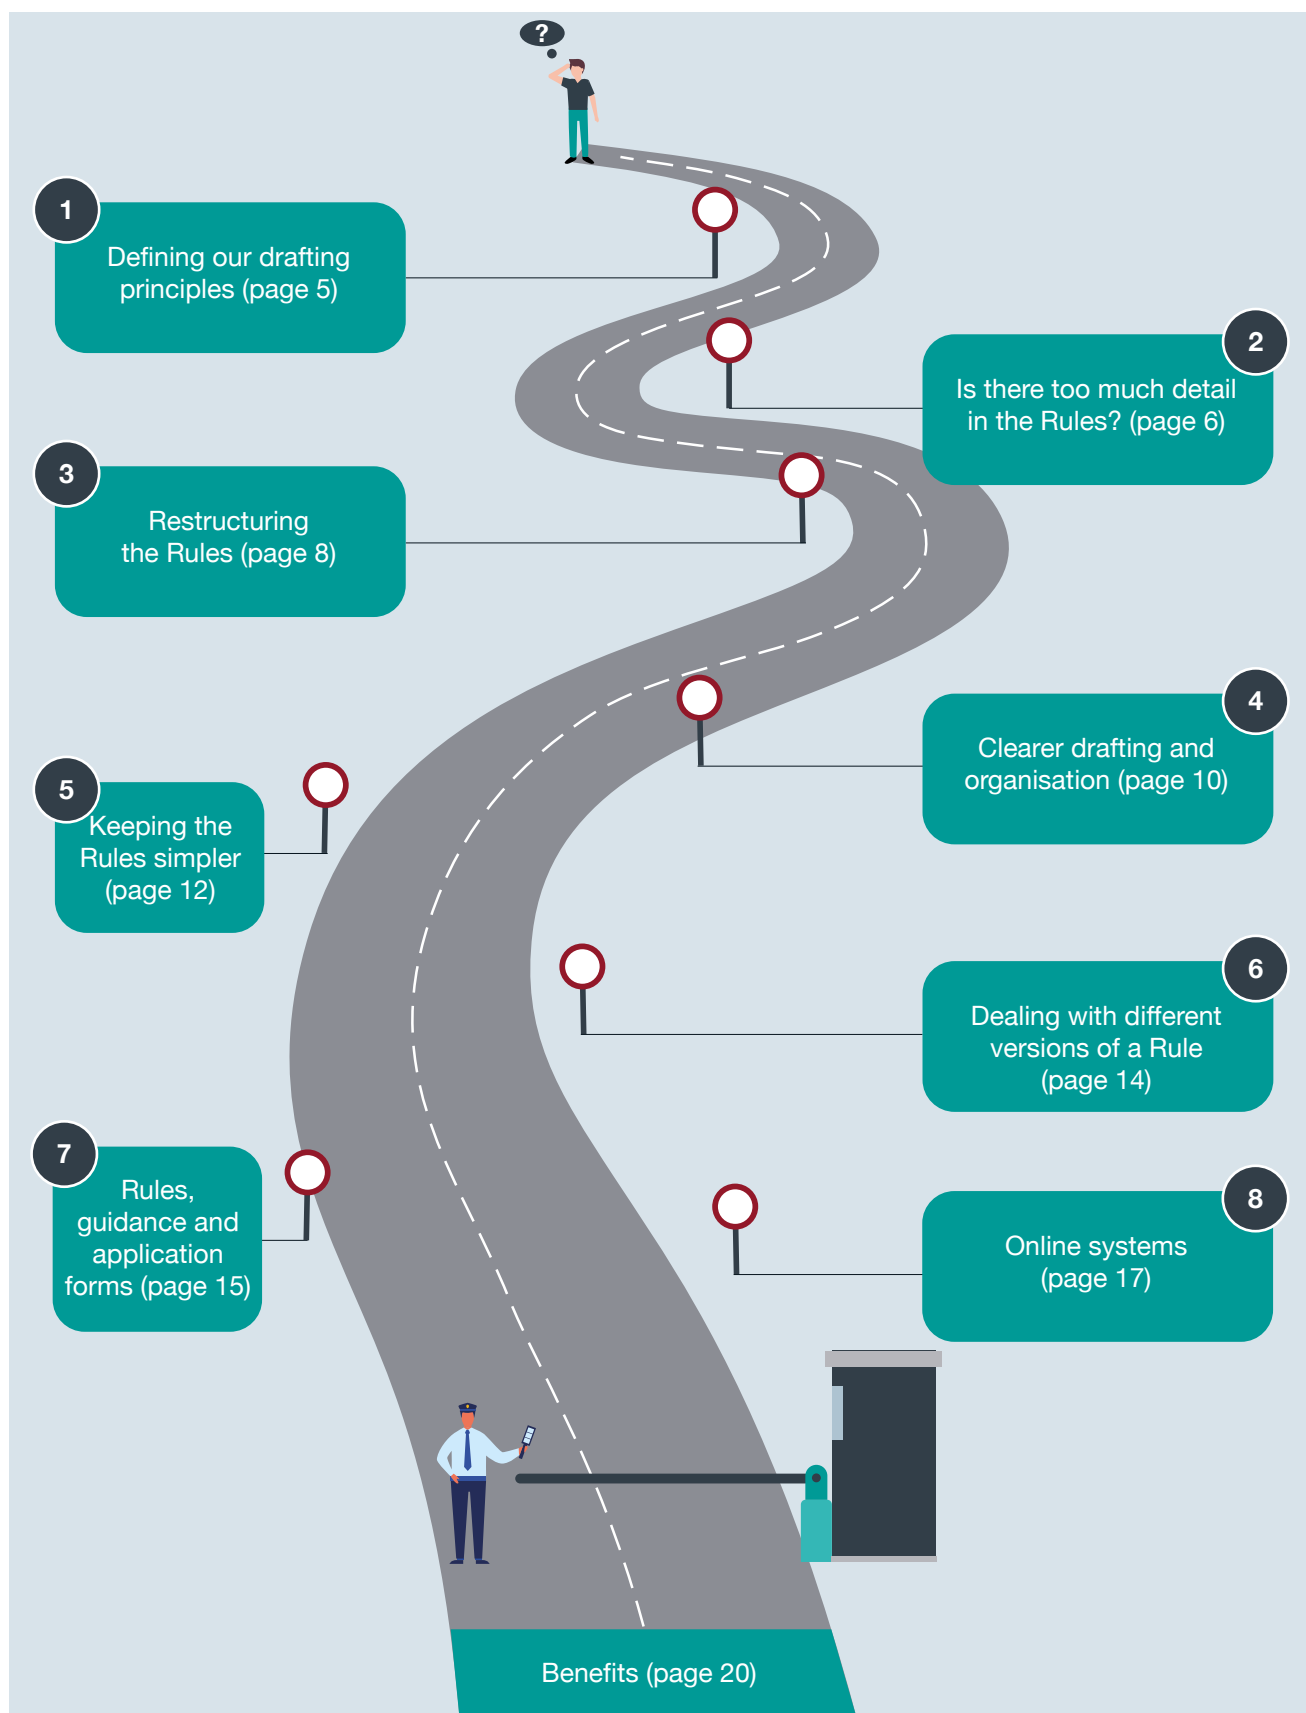 ?
1
Defining our drafting
principles (page 5)
2
Is there too much detail
in the Rules? (page 6)
3
Restructuring
the Rules (page 8)
4
Clearer drafting and
organisation (page 10)
5
Keeping the
Rules simpler
(page 12)
6
Dealing with different
versions of a Rule
(page 14)
7
Rules,
guidance and
application
forms (page 15)
8
Online systems
(page 17)
Benefits (page 20)